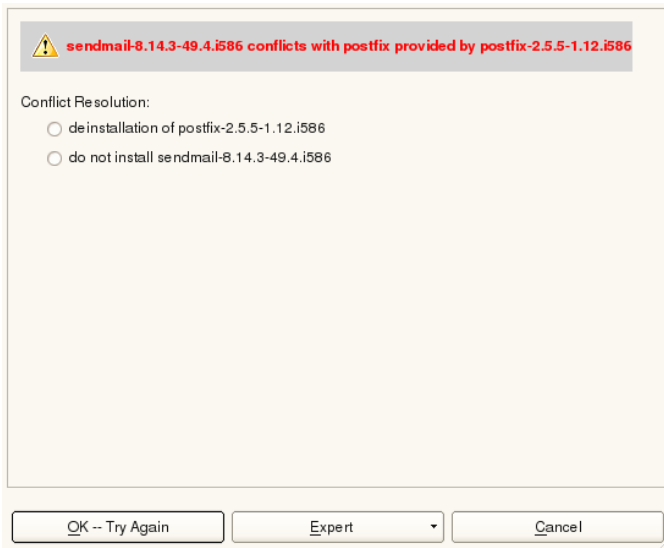 sendmail-8.14.3-49.4.i586 conflicts with postfix provided by postfix-2.5.5-1.12.i586
Conflict Resolution:
deinstallation of postfix-2.5.5-1.12.i586
do not install sendmail-8.14.3-49.4.i586
OK -- Try Again
Expert
Cancel